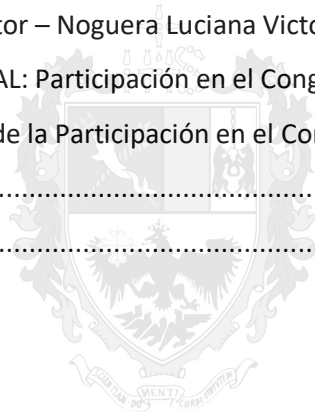 tor – Noguera Luciana Victo
AL: Participación en el Cong
de la Participación en el Co